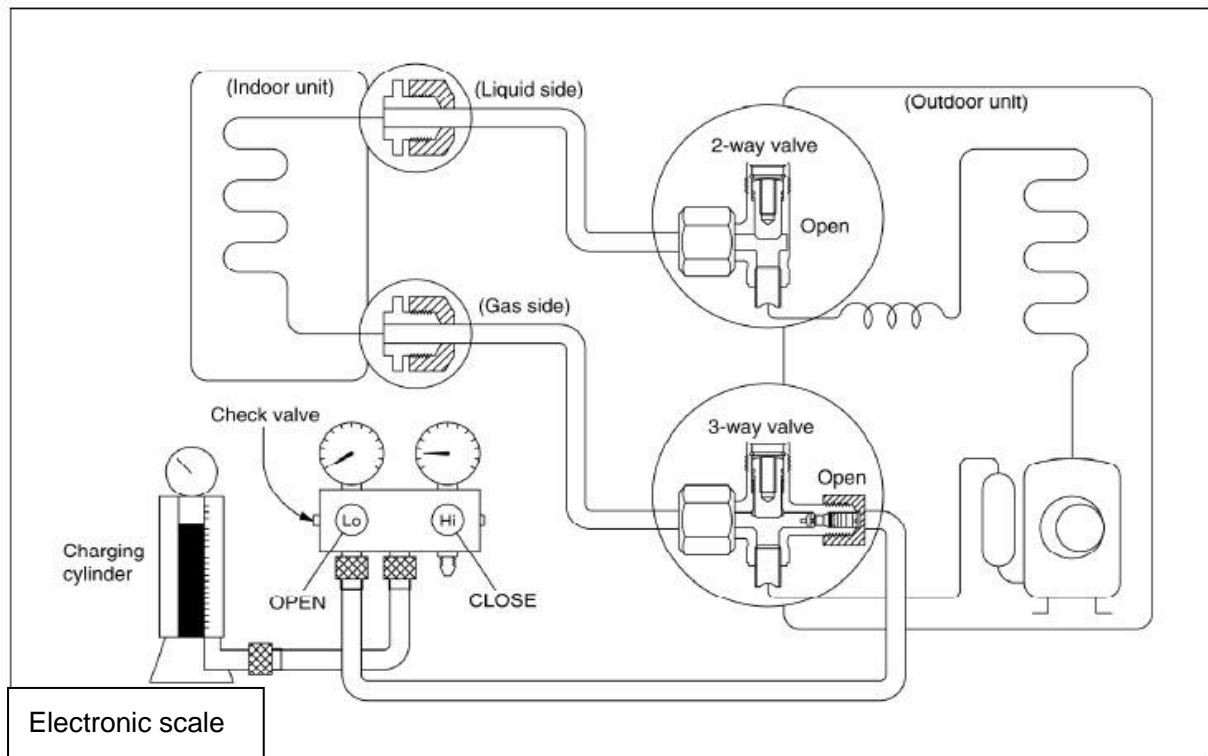 (Indoor unit)
(Liquid side)
(Outdoor unit)
2-way valve
Open
(Gas side)
Check valve
3-way valve
Open
Lo
Hi
Charging
cylinder
OPEN
CLOSE
Electronic scale